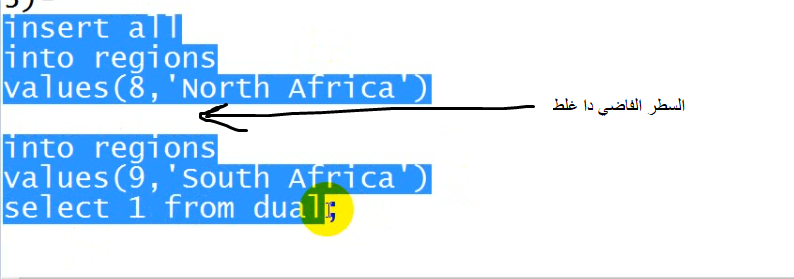 insert all
into regions
values(8,'North Africa')
السطر الفاضي دا غلط
into regions
values(9,'South Africa')
select 1 from dual;